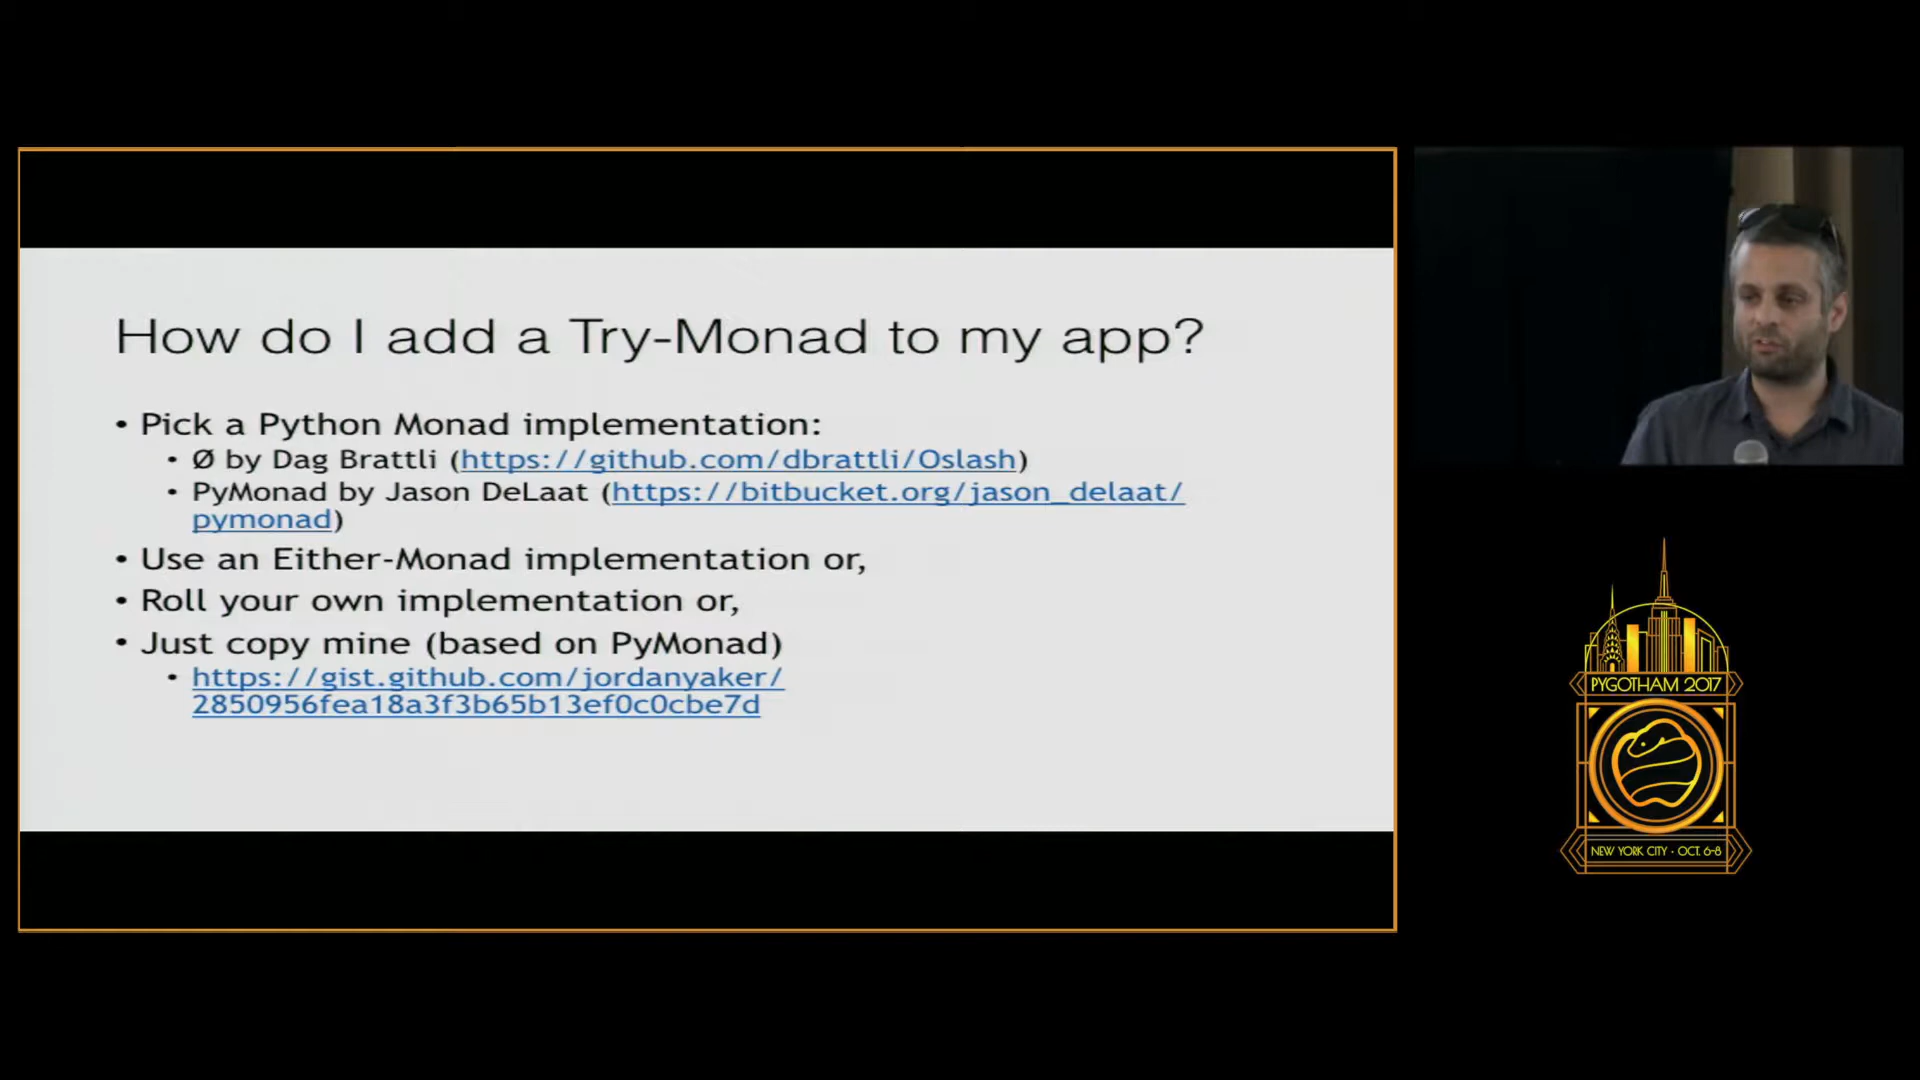 How do I add a Try-Monad to my app?
• Pick a Python Monad implementation:
• Ø by Dag Brattli (https://github.com/dbrattli/Oslash)
• PyMonad by Jason DeLaat (https://bitbucket.org/jason_delaat/
pymonad)
• Use an Either-Monad implementation or,
• Roll your own implementation or,
• Just copy mine (based on PyMonad)
• https://gist.github.com/jordanyaker/
2850956fea18a3f3b65b13ef0c0cbe7d
PYGOTHAM 2017
NEW YORK CITY • OCT. 6-8